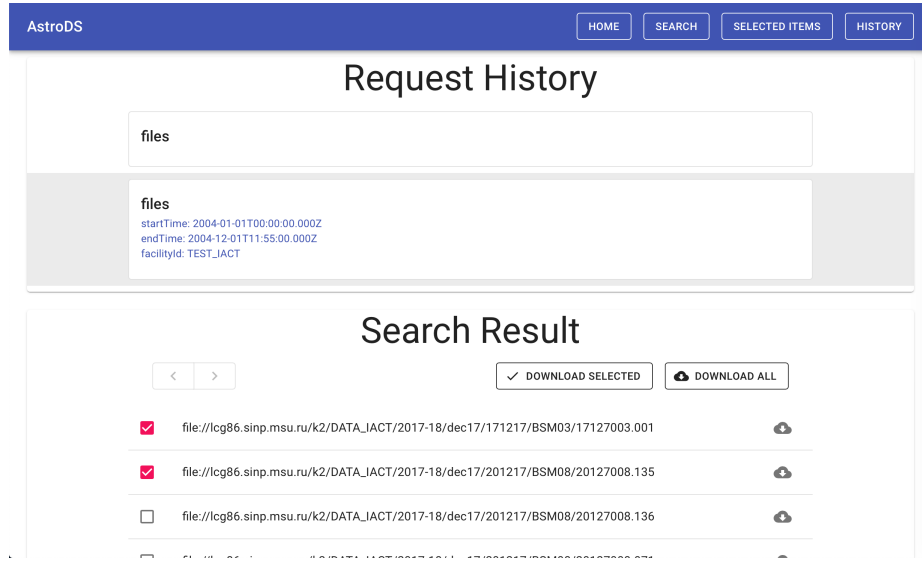 AstroDS
HOME
SEARCH
SELECTED ITEMS
HISTORY
Request History
files
files
startTime: 2004-01-01T00:00:00.000Z
endTime: 2004-12-01T11:55:00.000Z
facilityId: TEST_IACT
Search Result
DOWNLOAD SELECTED
DOWNLOAD ALL
file://lcg86.sinp.msu.ru/k2/DATA_IACT/2017-18/dec17/171217/BSM03/17127003.001
file://lcg86.sinp.msu.ru/k2/DATA_IACT/2017-18/dec17/201217/BSM08/20127008.135
file://lcg86.sinp.msu.ru/k2/DATA_IACT/2017-18/dec17/201217/BSM08/20127008.136